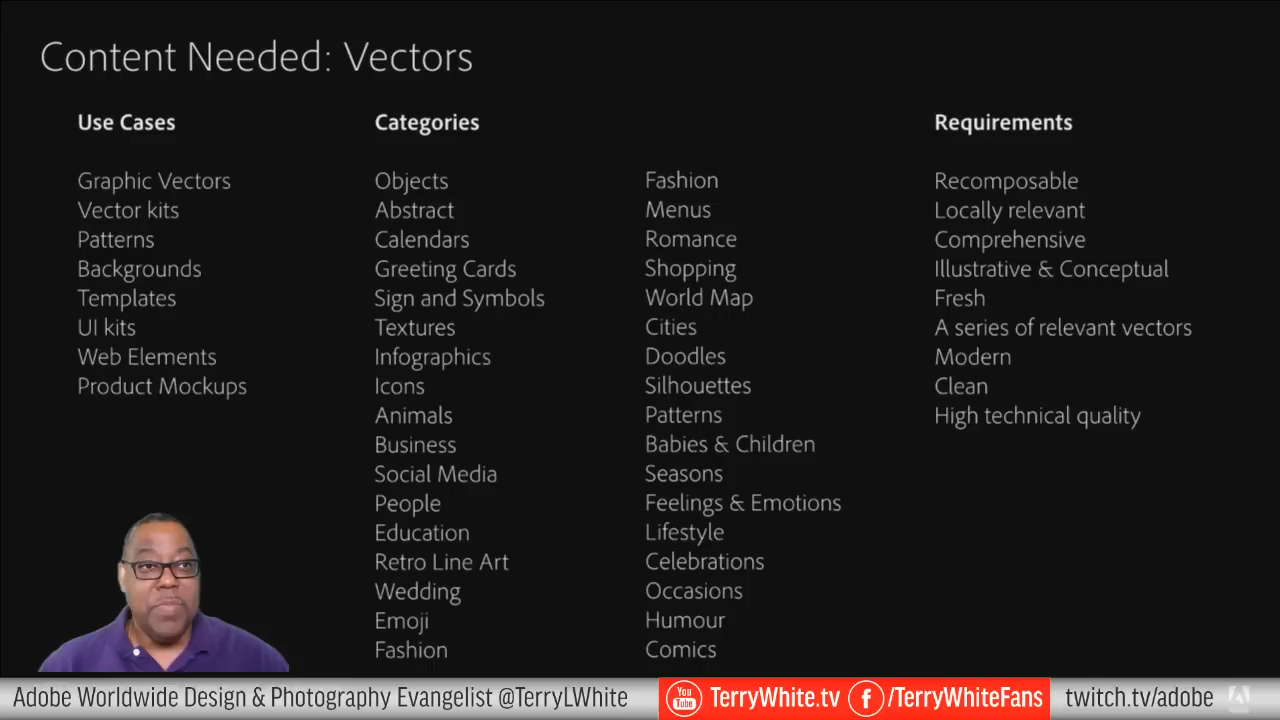 Content Needed: Vectors
Use Cases
Graphic Vectors
Vector kits
Patterns
Backgrounds
Templates
UI kits
Web Elements
Product Mockups
Categories
Objects
Abstract
Calendars
Greeting Cards
Sign and Symbols
Textures
Infographics
Icons
Animals
Business
Social Media
People
Education
Retro Line Art
Wedding
Emoji
Fashion
Fashion
Menus
Romance
Shopping
World Map
Cities
Doodles
Silhouettes
Patterns
Babies & Children
Seasons
Feelings & Emotions
Lifestyle
Celebrations
Occasions
Humour
Comics
Requirements
Recomposable
Locally relevant
Comprehensive
Illustrative & Conceptual
Fresh
A series of relevant vectors
Modern
Clean
High technical quality
Adobe Worldwide Design & Photography Evangelist @TerryLWhite
You Tube
TerryWhite.tv
/TerryWhiteFans
twitch.tv/adobe